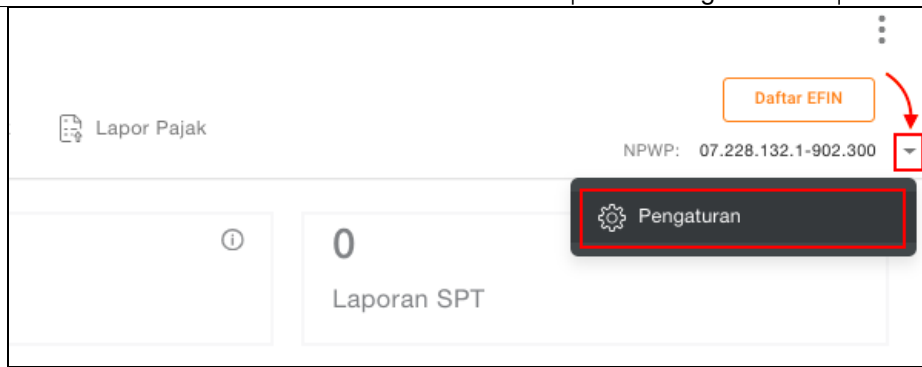 Daftar EFIN
Lapor Pajak
NPWP: 07.228.132.1-902.300
Pengaturan
0
Laporan SPT